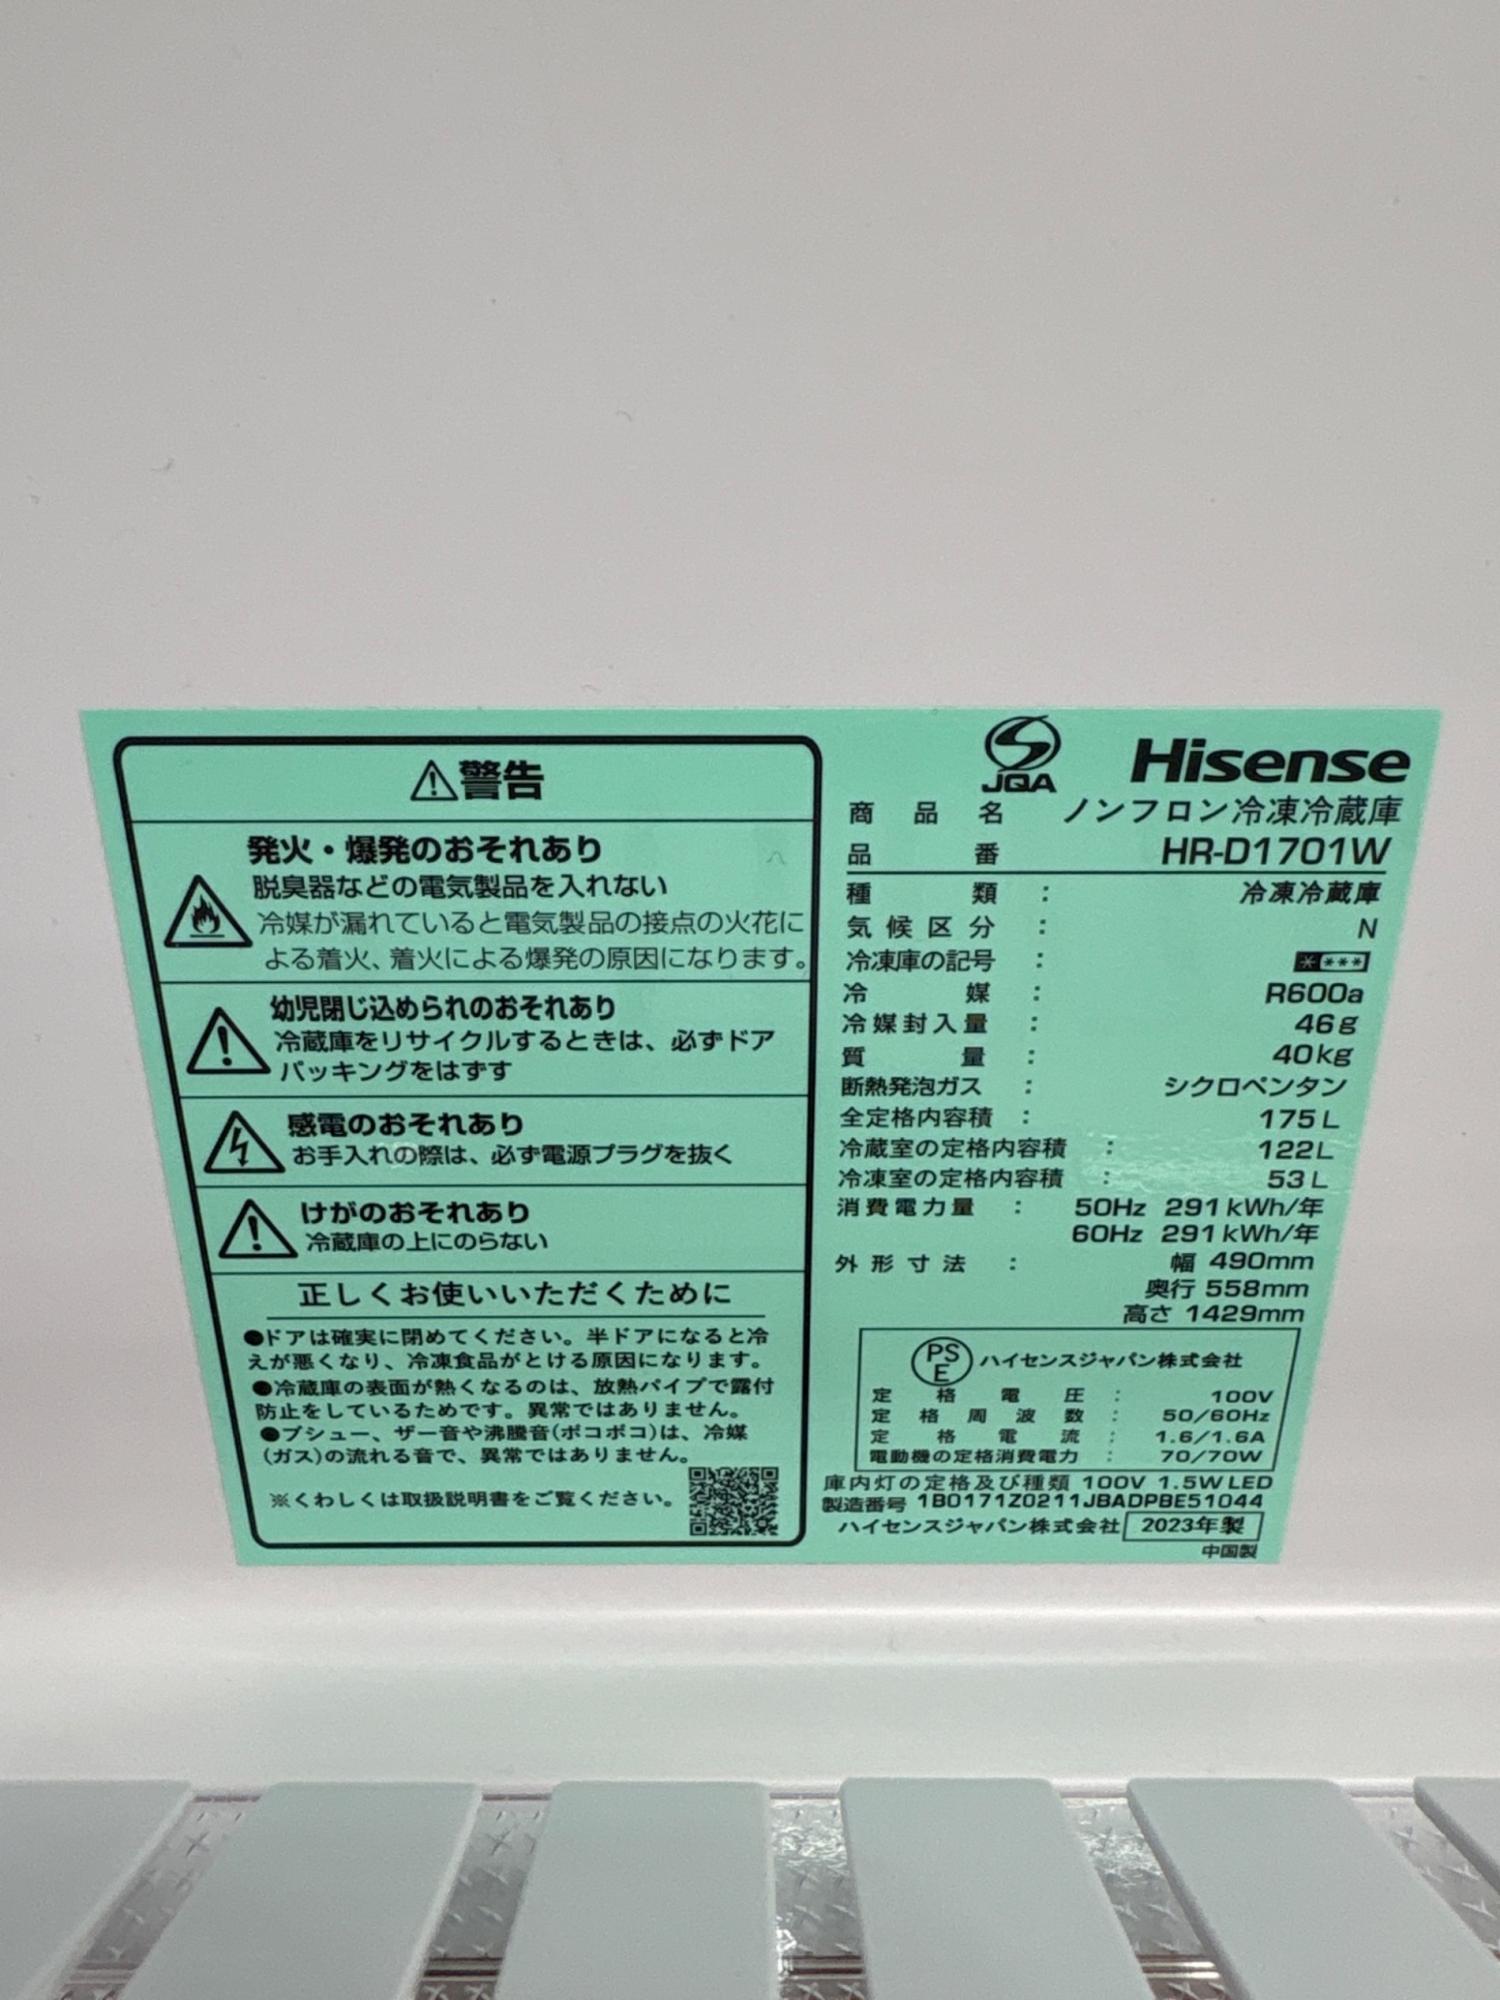 警告
発火・爆発のおそれあり
脱臭器などの電気製品を入れない
冷媒が漏れていると電気製品の接点の火花に
よる着火、着火による爆発の原因になります。
幼児閉じ込められのおそれあり
冷蔵庫をリサイクルするときは、必ずドア
パッキングをはずす
感電のおそれあり
お手入れの際は、必ず電源プラグを抜く
けがのおそれあり
冷蔵庫の上にのらない
正しくお使いいただくために
●ドアは確実に閉めてください。半ドアになると冷
えが悪くなり、冷凍食品がとける原因になります。
●冷蔵庫の表面が熱くなるのは、放熱パイプで露付
防止をしているためです。異常ではありません。
●ブシュー、ザー音や沸騰音(ポコポコ)は、冷媒
(ガス)の流れる音で、異常ではありません。
※くわしくは取扱説明書をご覧ください。
JQA Hisense
商品名 ノンフロン冷凍冷蔵庫
品番 HR-D1701W
種類 : 冷凍冷蔵庫
気候区分 : N
冷凍庫の記号 : ****
冷媒 : R600a
冷媒封入量 : 46g
質量 : 40kg
断熱発泡ガス : シクロペンタン
全定格内容積 : 175L
冷蔵室の定格内容積 : 122L
冷凍室の定格内容積 : 53L
消費電力量 : 50Hz 291kWh/年
60Hz 291kWh/年
外形寸法 : 幅 490mm
奥行 558mm
高さ 1429mm
PSE ハイセンスジャパン株式会社
定格電圧 : 100V
定格周波数 : 50/60Hz
定格電流 : 1.6/1.6A
電動機の定格消費電力 : 70/70W
庫内灯の定格及び種類 100V 1.5W LED
製造番号 1B0171Z0211JBADPBE51044
ハイセンスジャパン株式会社 2023年製
中国製